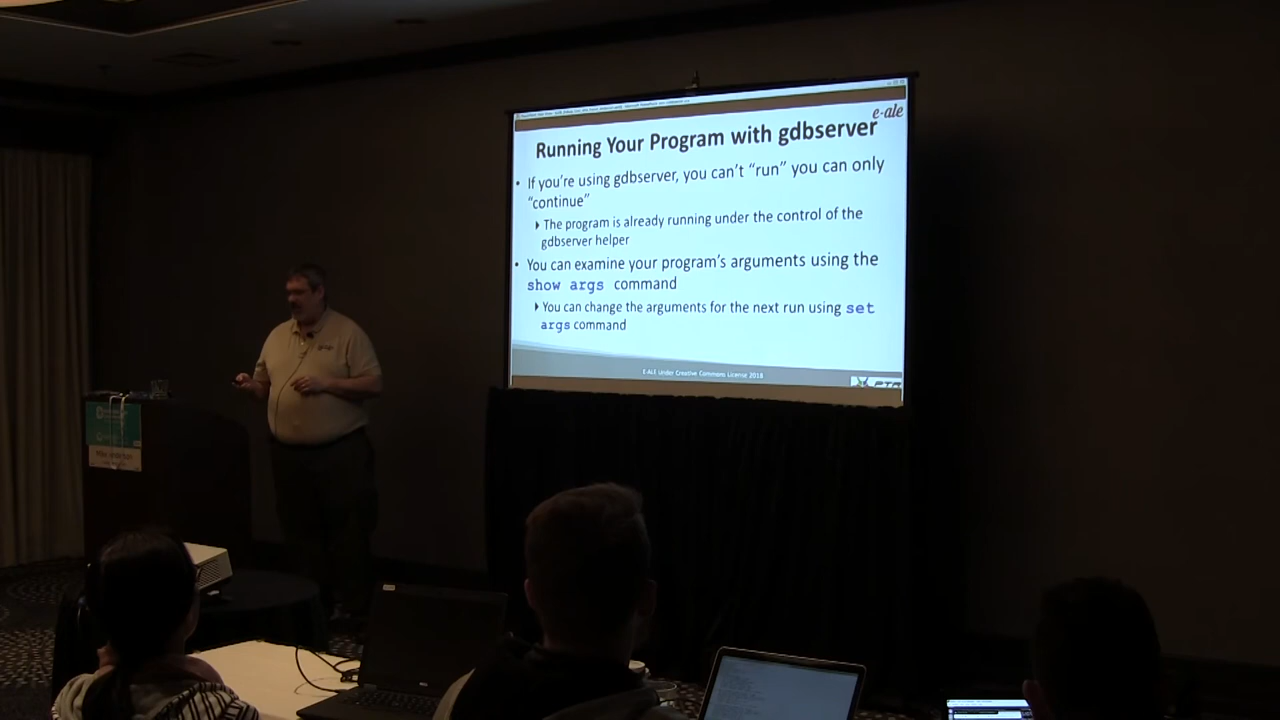 e-ale
Running Your Program with gdbserver
• If you're using gdbserver, you can't “run” you can only
“continue”
The program is already running under the control of the
gdbserver helper
• You can examine your program's arguments using the
show args command
You can change the arguments for the next run using set
args command
E-ALE Under Creative Commons License 2018